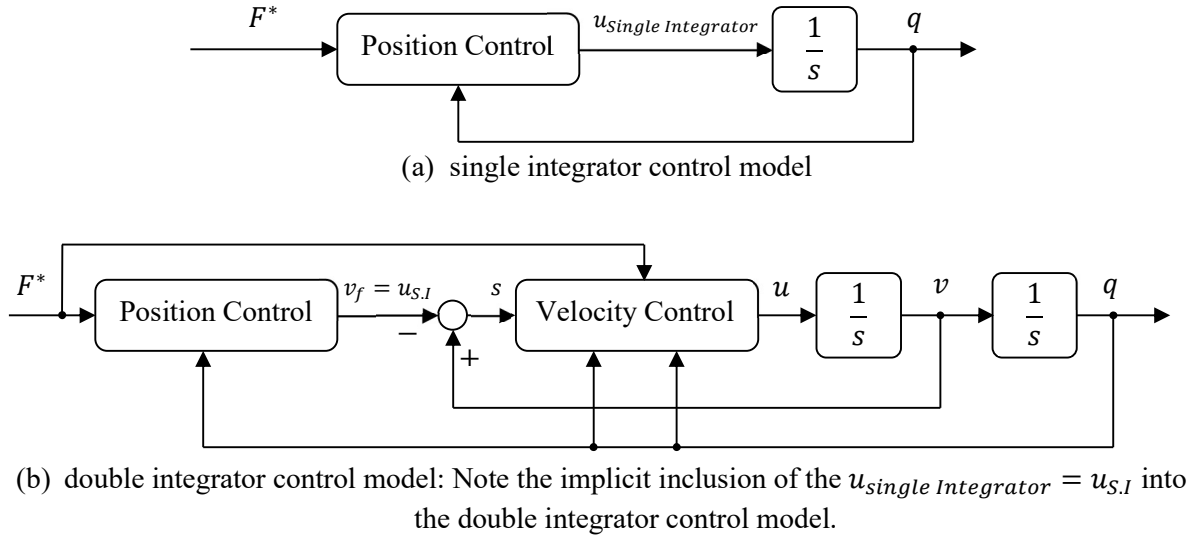 F*
Position Control
u_{Single Integrator}
1
s
q
(a) single integrator control model
F*
Position Control
v_f = u_{S.I}
−
+
s
Velocity Control
u
1
s
v
1
s
q
(b) double integrator control model: Note the implicit inclusion of the u_{single Integrator} = u_{S.I} into
the double integrator control model.